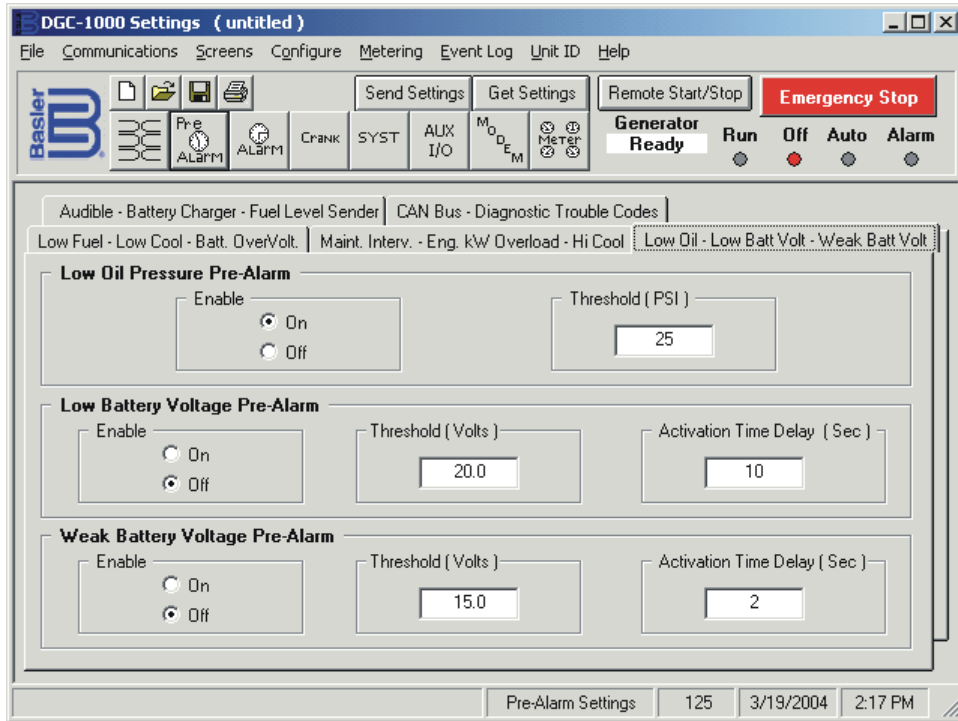 DGC-1000 Settings ( untitled )
File Communications Screens Configure Metering Event Log Unit ID Help
Basler
Send Settings Get Settings Remote Start/Stop Emergency Stop
Pre ALarm ALarm Crank SYST AUX I/O MODEM Meter
Generator Ready Run Off Auto Alarm
Audible - Battery Charger - Fuel Level Sender CAN Bus - Diagnostic Trouble Codes
Low Fuel - Low Cool - Batt. OverVolt. Maint. Interv. - Eng. kW Overload - Hi Cool Low Oil - Low Batt Volt - Weak Batt Volt
Low Oil Pressure Pre-Alarm
Enable Threshold ( PSI )
On
25
Off
Low Battery Voltage Pre-Alarm
Enable Threshold ( Volts ) Activation Time Delay ( Sec )
On
20.0 10
Off
Weak Battery Voltage Pre-Alarm
Enable Threshold ( Volts ) Activation Time Delay ( Sec )
On
15.0 2
Off
Pre-Alarm Settings 125 3/19/2004 2:17 PM